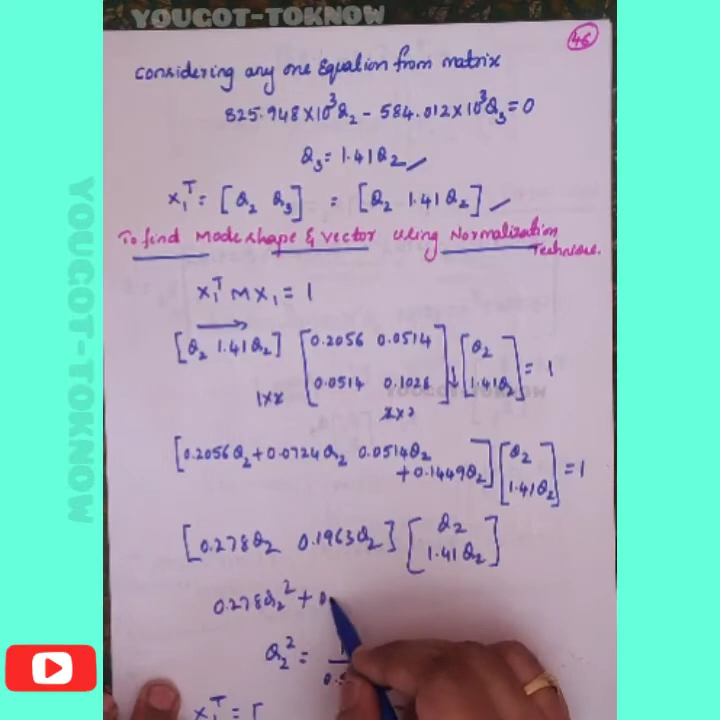 YOUCOT-TOKNOW
46
Considering any one Equation from matrix
825.948×10³Q₂ - 584.012×10³Q₃ = 0
Q₃ = 1.41Q₂
X₁ᵀ = [Q₂ Q₃] = [Q₂ 1.41Q₂]
To find Mode shape & vector using Normalization
Technique.
X₁ᵀ M X₁ = 1
[Q₂ 1.41Q₂] [0.2056 0.0514
0.0514 0.1028] [Q₂
1.41Q₂] = 1
1×2
2×2
YOUCOT-TOKNOW
[0.2056Q₂ + 0.0724Q₂ 0.0514Q₂
+ 0.1449Q₂] [Q₂
1.41Q₂] = 1
[0.278Q₂ 0.1963Q₂] [Q₂
1.41Q₂]
0.278Q₂² + 0
Q₂² = 1
X₁ᵀ = [
YOUCOT-TOKNOW